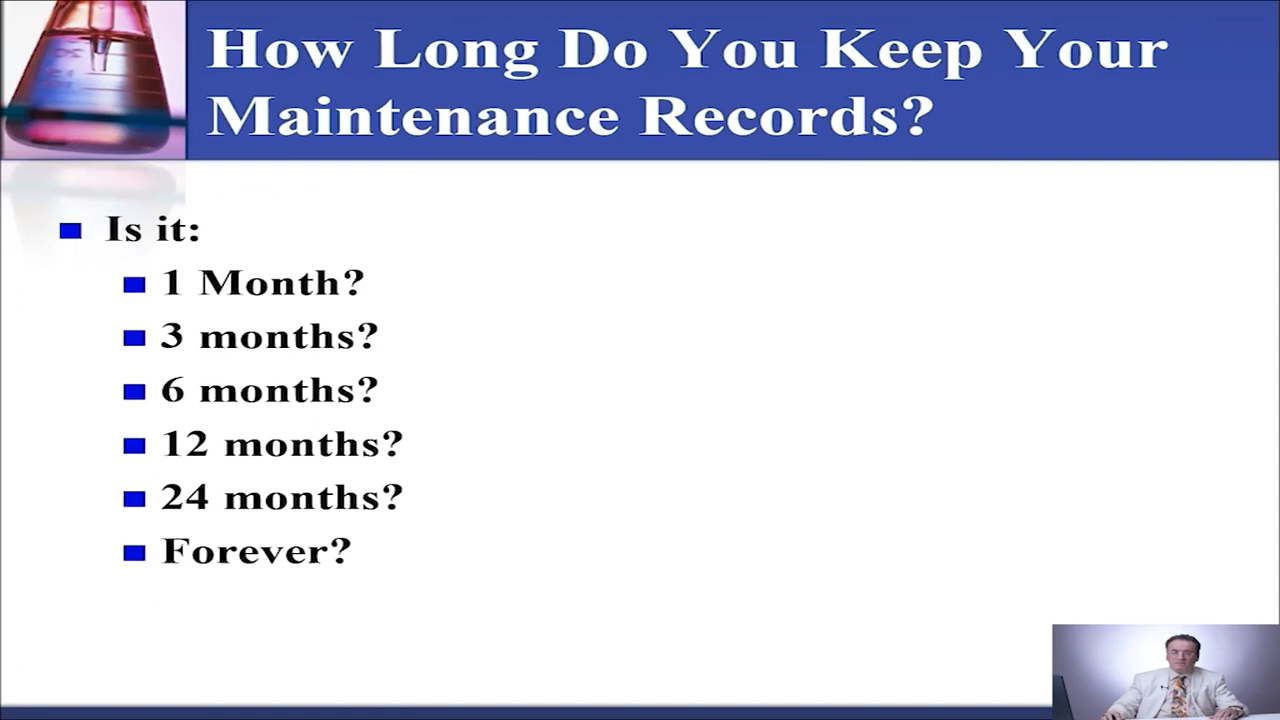 How Long Do You Keep Your
Maintenance Records?
Is it:
1 Month?
3 months?
6 months?
12 months?
24 months?
Forever?